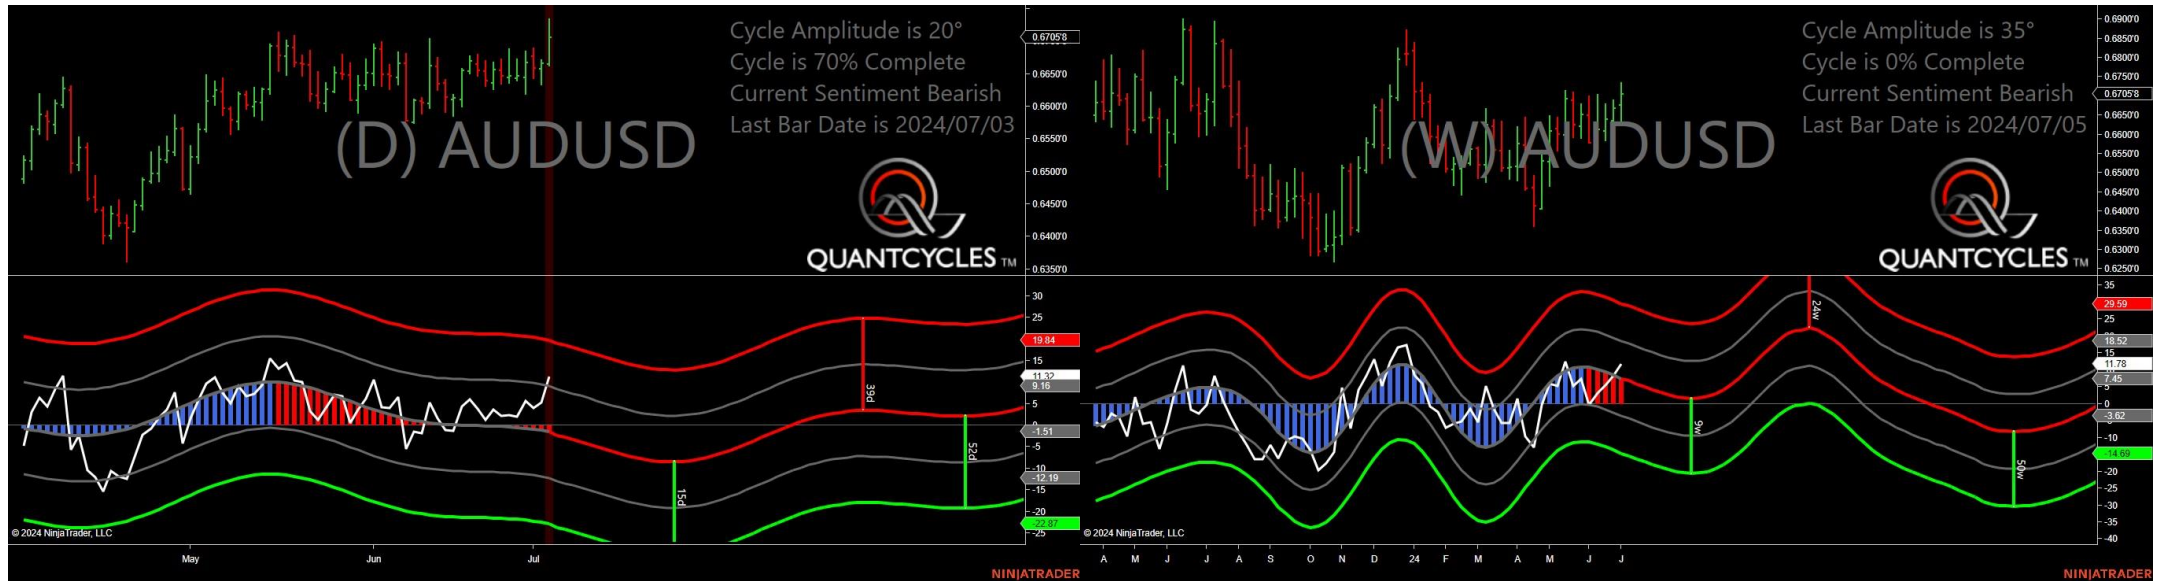 Cycle Amplitude is 20°
Cycle is 70% Complete
Current Sentiment Bearish
Last Bar Date is 2024/07/03
(D) AUDUSD
QUANTCYCLES TM
0.6705'8
0.6650'0
0.6600'0
0.6550'0
0.6500'0
0.6450'0
0.6400'0
0.6350'0
30
25
19.84
15
11.32
9.16
5
-1.51
-5
-10
-12.19
-15
-20
-22.87
-25
15d
39d
52d
© 2024 NinjaTrader, LLC
May Jun Jul
NINJATRADER
Cycle Amplitude is 35°
Cycle is 0% Complete
Current Sentiment Bearish
Last Bar Date is 2024/07/05
(W) AUDUSD
QUANTCYCLES TM
0.6900'0
0.6850'0
0.6800'0
0.6750'0
0.6705'8
0.6650'0
0.6600'0
0.6550'0
0.6500'0
0.6450'0
0.6400'0
0.6350'0
0.6300'0
0.6250'0
35
29.59
25
18.52
15
11.78
7.45
0
-3.62
-10
-14.69
-20
-25
-30
-35
-40
9w
24w
50w
© 2024 NinjaTrader, LLC
A M J J A S O N D 24 F M A M J J
NINJATRADER